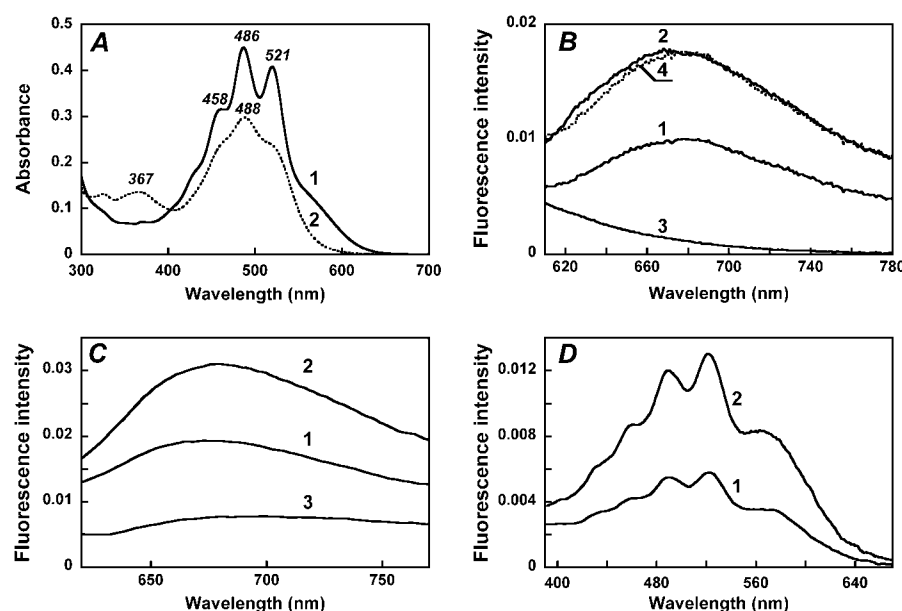 A
0.5
0.4
0.3
0.2
0.1
0
Absorbance
486
521
458
488
367
1
2
300 400 500 600 700
Wavelength (nm)
B
0.02
0.01
0
Fluorescence intensity
2
4
1
3
620 660 700 740 780
Wavelength (nm)
C
0.03
0.02
0.01
0
Fluorescence intensity
2
1
3
650 700 750
Wavelength (nm)
D
0.012
0.008
0.004
0
Fluorescence intensity
2
1
400 480 560 640
Wavelength (nm)